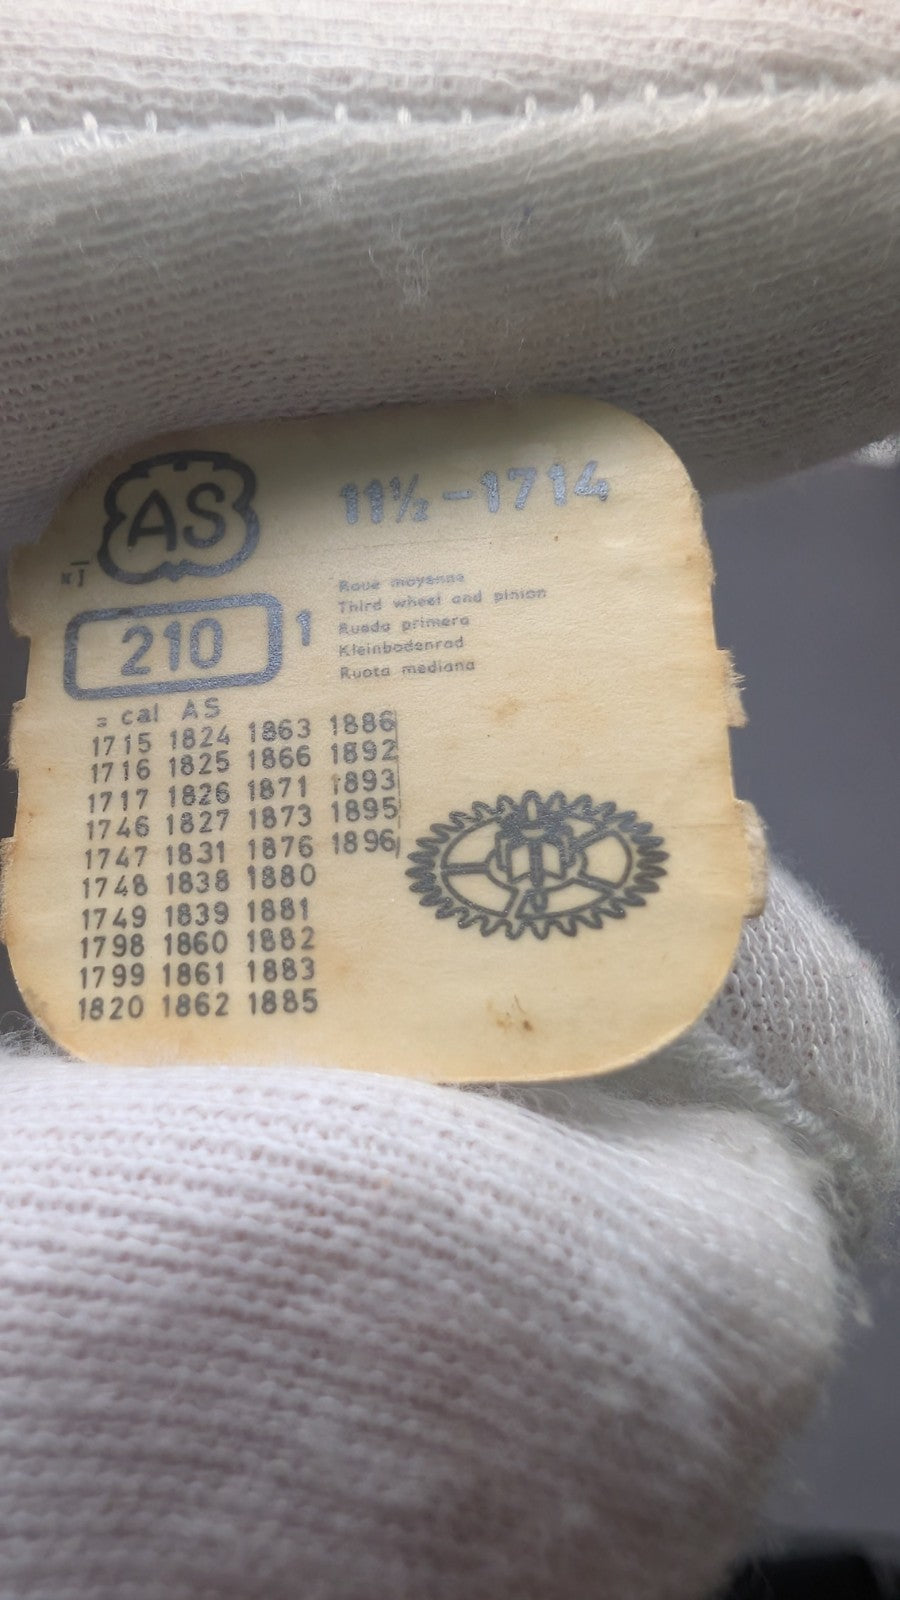 AS
11½-1714
210 1
Roue moyenne
Third wheel and pinion
Rueda primera
Kleinbodenrad
Ruota mediana
= cal AS
1715 1824 1863 1886
1716 1825 1866 1892
1717 1826 1871 1893
1746 1827 1873 1895
1747 1831 1876 1896
1748 1838 1880
1749 1839 1881
1798 1860 1882
1799 1861 1883
1820 1862 1885